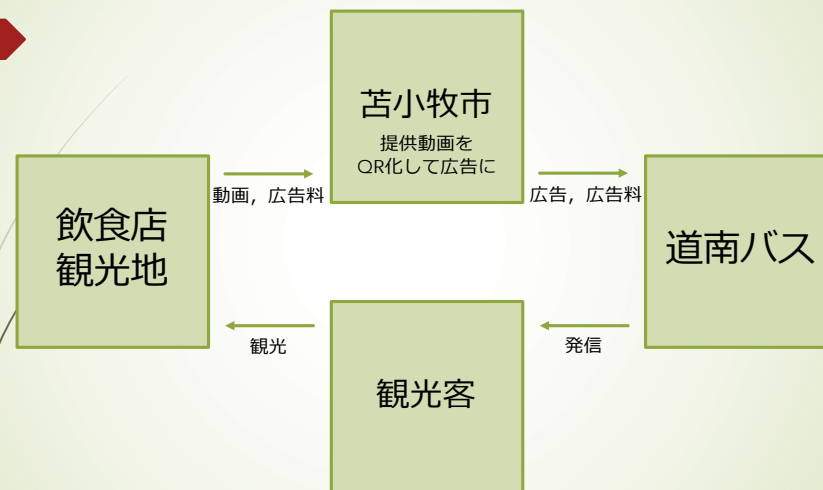 苫小牧市
提供動画を
QR化して広告に
動画，広告料
広告，広告料
飲食店
観光地
道南バス
観光
発信
観光客